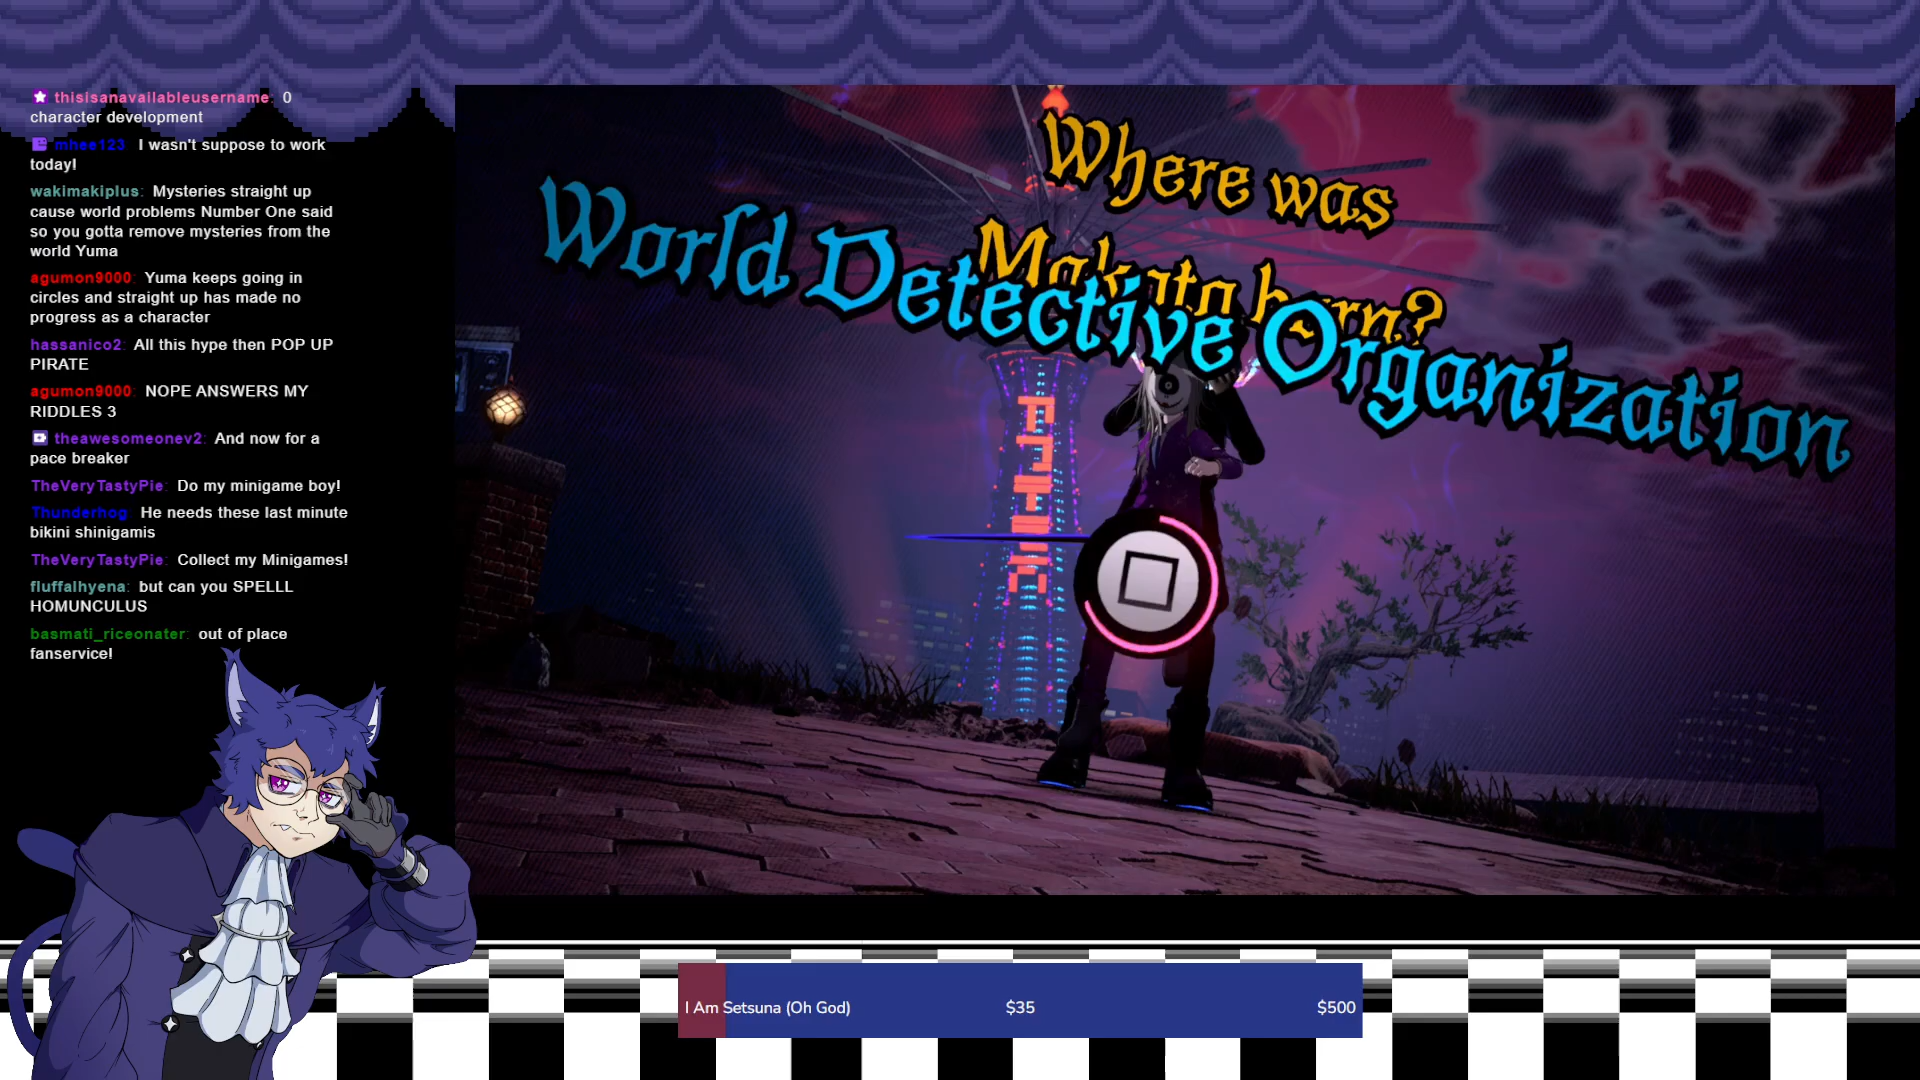 thisisanavailableusername: 0
character development
mhee123 I wasn't suppose to work
today!
wakimakiplus: Mysteries straight up
cause world problems Number One said
so you gotta remove mysteries from the
world Yuma
agumon9000: Yuma keeps going in
circles and straight up has made no
progress as a character
hassanico2: All this hype then POP UP
PIRATE
agumon9000: NOPE ANSWERS MY
RIDDLES 3
theawesomeonev2: And now for a
pace breaker
TheVeryTastyPie: Do my minigame boy!
Thunderhog: He needs these last minute
bikini shinigamis
TheVeryTastyPie: Collect my Minigames!
fluffalhyena: but can you SPELLL
HOMUNCULUS
basmati_riceonater: out of place
fanservice!
Where was
Makoto born?
World Detective Organization
I Am Setsuna (Oh God) $35 $500